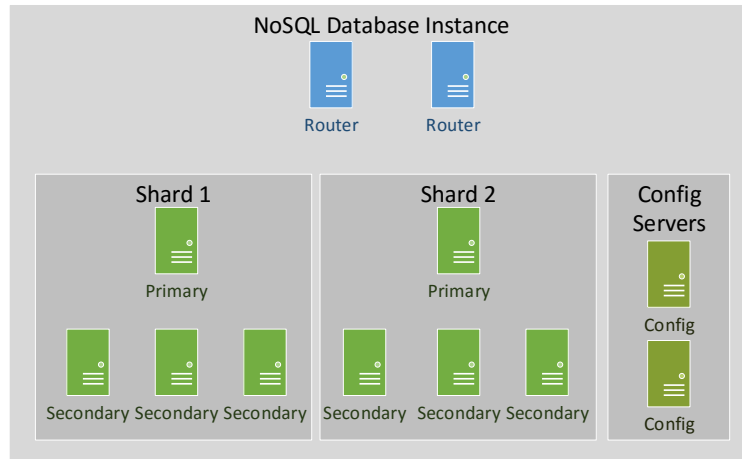 NoSQL Database Instance
Router Router
Shard 1
Primary
Secondary Secondary Secondary
Shard 2
Primary
Secondary Secondary Secondary
Config
Servers
Config
Config